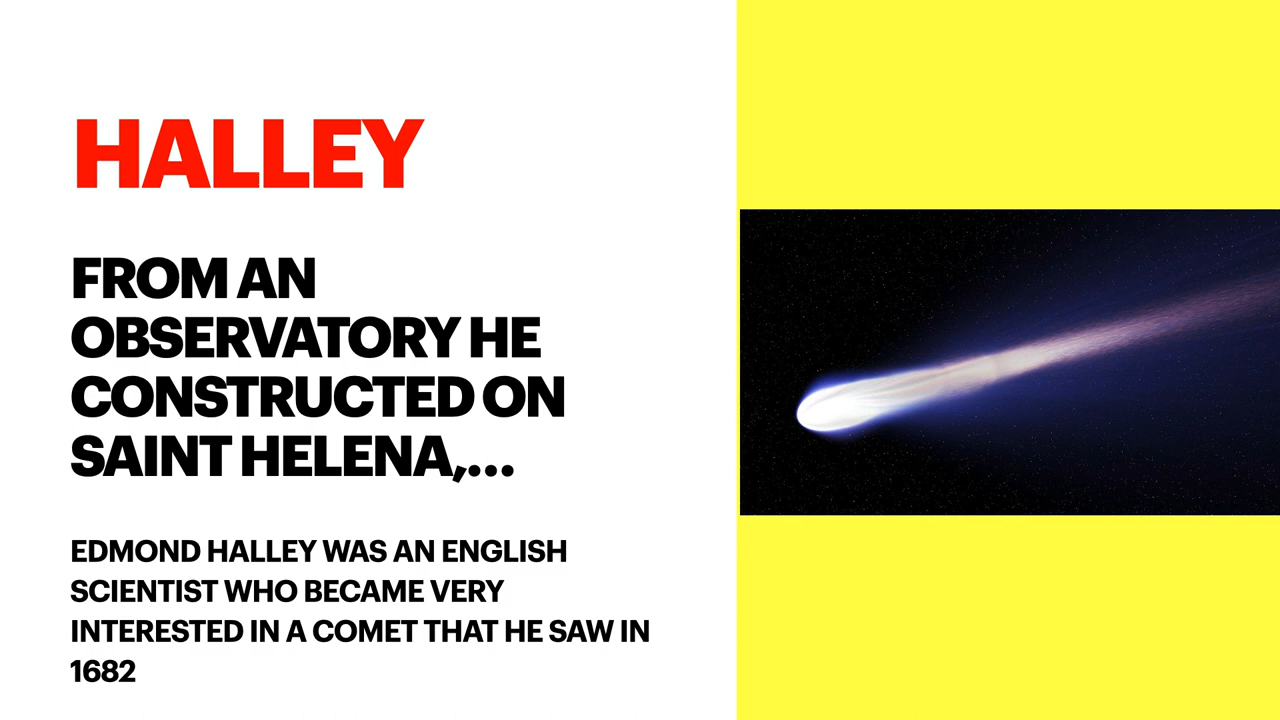 HALLEY
FROM AN
OBSERVATORY HE
CONSTRUCTED ON
SAINT HELENA,...
EDMOND HALLEY WAS AN ENGLISH
SCIENTIST WHO BECAME VERY
INTERESTED IN A COMET THAT HE SAW IN
1682